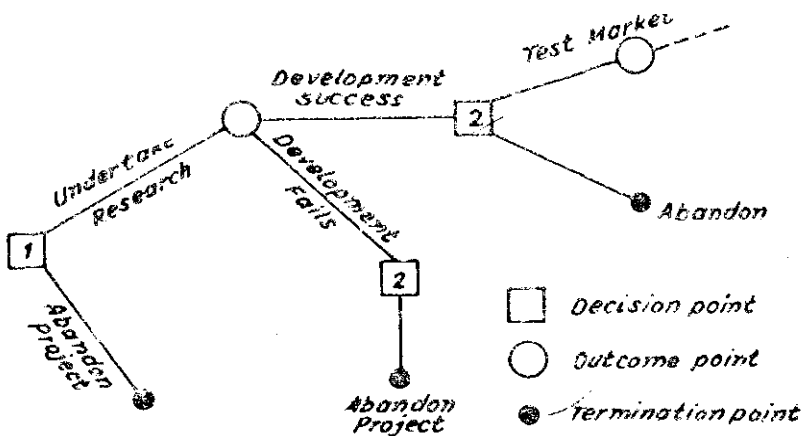 Test Market
Development
success
2
Undertake
Research
Development
Fails
Abandon
1
2
Abandon
Project
Decision point
Outcome point
Abandon
Project
Termination point